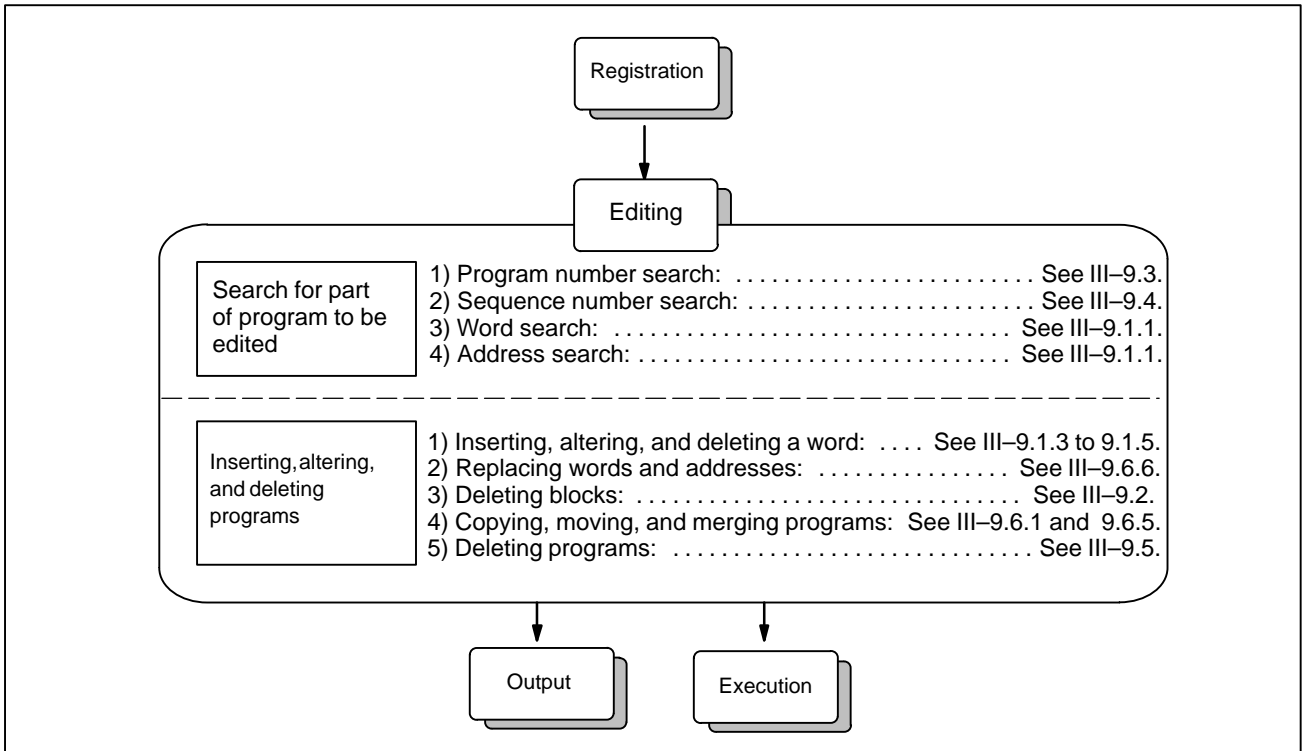 Registration
Editing
Search for part
of program to be
edited
1) Program number search: . . . . . . . . . . . . . . . . . . . . . . . . . . See III–9.3.
2) Sequence number search: . . . . . . . . . . . . . . . . . . . . . . . . . See III–9.4.
3) Word search: . . . . . . . . . . . . . . . . . . . . . . . . . . . . . . . . . . See III–9.1.1.
4) Address search: . . . . . . . . . . . . . . . . . . . . . . . . . . . . . . . . See III–9.1.1.
Inserting, altering,
and deleting
programs
1) Inserting, altering, and deleting a word: . . . . See III–9.1.3 to 9.1.5.
2) Replacing words and addresses: . . . . . . . . . . . . . . . . . See III–9.6.6.
3) Deleting blocks: . . . . . . . . . . . . . . . . . . . . . . . . . . . . . . . . . . See III–9.2.
4) Copying, moving, and merging programs: See III–9.6.1 and 9.6.5.
5) Deleting programs: . . . . . . . . . . . . . . . . . . . . . . . . . . . . . . . See III–9.5.
Output
Execution